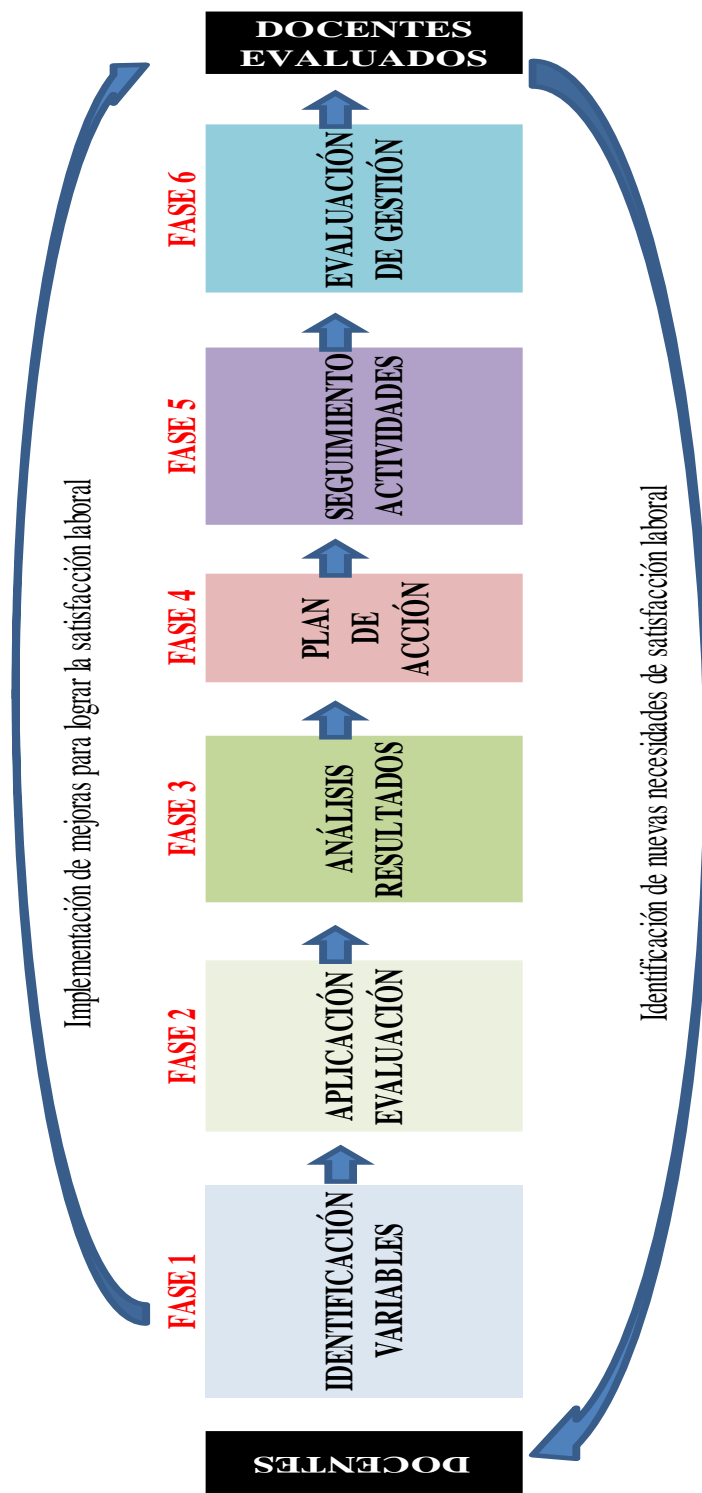 DOCENTES
EVALUADOS
FASE 6
EVALUACIÓN
DE GESTIÓN
FASE 5
SEGUIMIENTO
ACTIVIDADES
FASE 4
PLAN
DE
ACCIÓN
FASE 3
ANÁLISIS
RESULTADOS
FASE 2
APLICACIÓN
EVALUACIÓN
FASE 1
IDENTIFICACIÓN
VARIABLES
DOCENTES
Implementación de mejoras para lograr la satisfacción laboral
Identificación de nuevas necesidades de satisfacción laboral